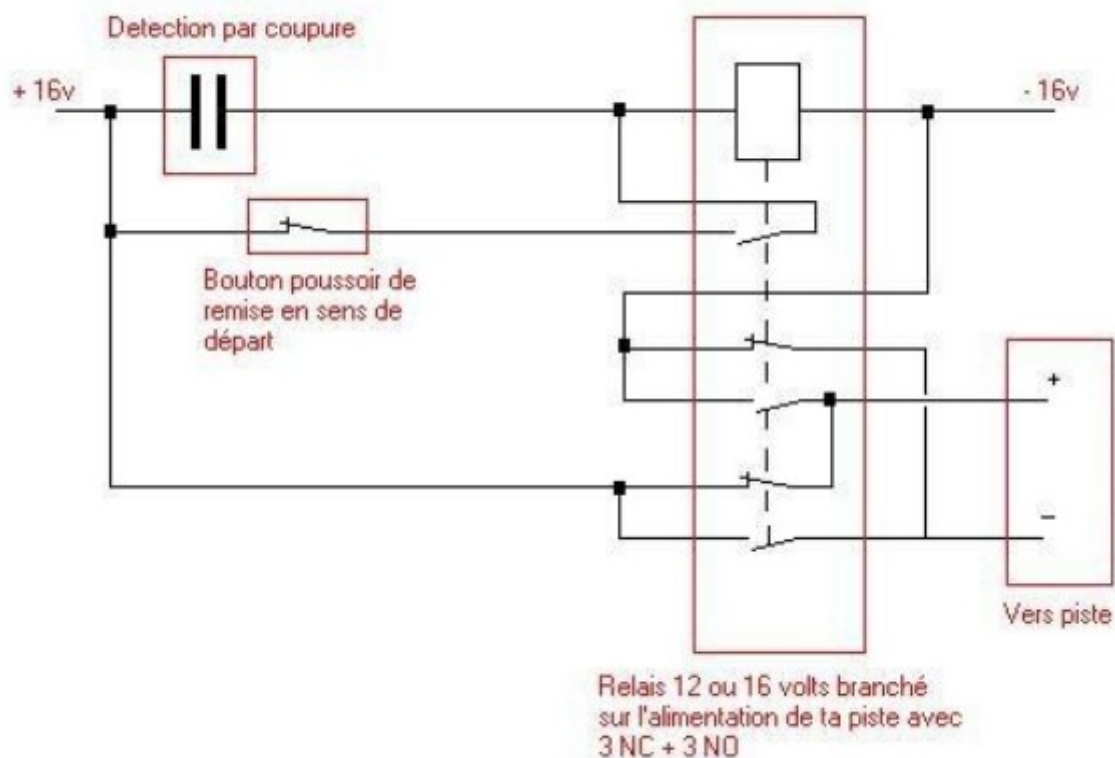 Detection par coupure
+ 16v
- 16v
Bouton poussoir de
remise en sens de
départ
+
–
Vers piste
Relais 12 ou 16 volts branché
sur l'alimentation de ta piste avec
3 NC + 3 NO